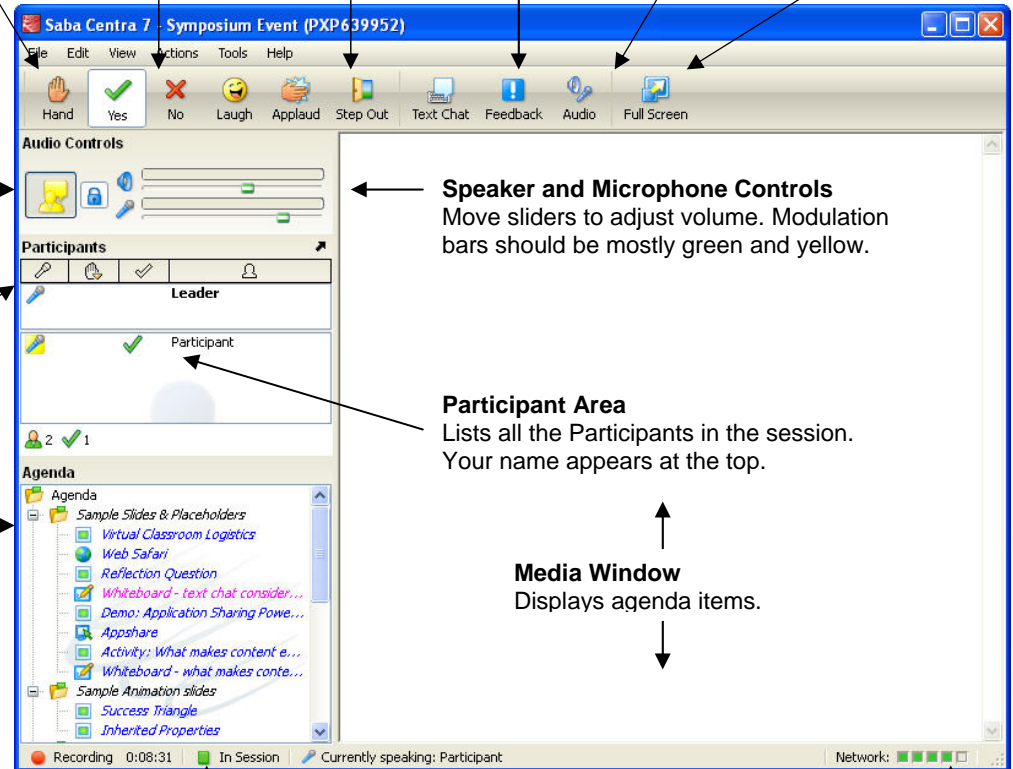 Saba Centra 7 - Symposium Event (PXP639952)
File Edit View Actions Tools Help
Hand Yes No Laugh Applaud Step Out Text Chat Feedback Audio Full Screen
Audio Controls
Speaker and Microphone Controls
Move sliders to adjust volume. Modulation
bars should be mostly green and yellow.
Participants
Leader
Participant
2 1
Participant Area
Lists all the Participants in the session.
Your name appears at the top.
Agenda
Agenda
Sample Slides & Placeholders
Virtual Classroom Logistics
Web Safari
Reflection Question
Whiteboard - text chat consider...
Demo: Application Sharing Powe...
Appshare
Activity: What makes content e...
Whiteboard - what makes conte...
Sample Animation slides
Success Triangle
Inherited Properties
Media Window
Displays agenda items.
Recording 0:08:31 In Session Currently speaking: Participant Network: